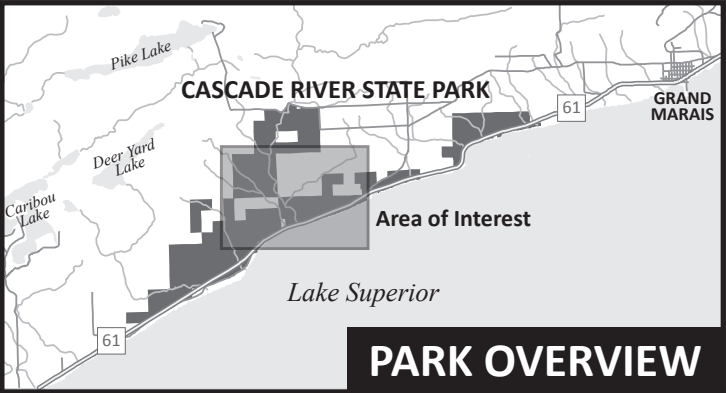 Pike Lake
CASCADE RIVER STATE PARK
61
GRAND
MARAIS
Deer Yard
Lake
Caribou
Lake
Area of Interest
Lake Superior
61
PARK OVERVIEW